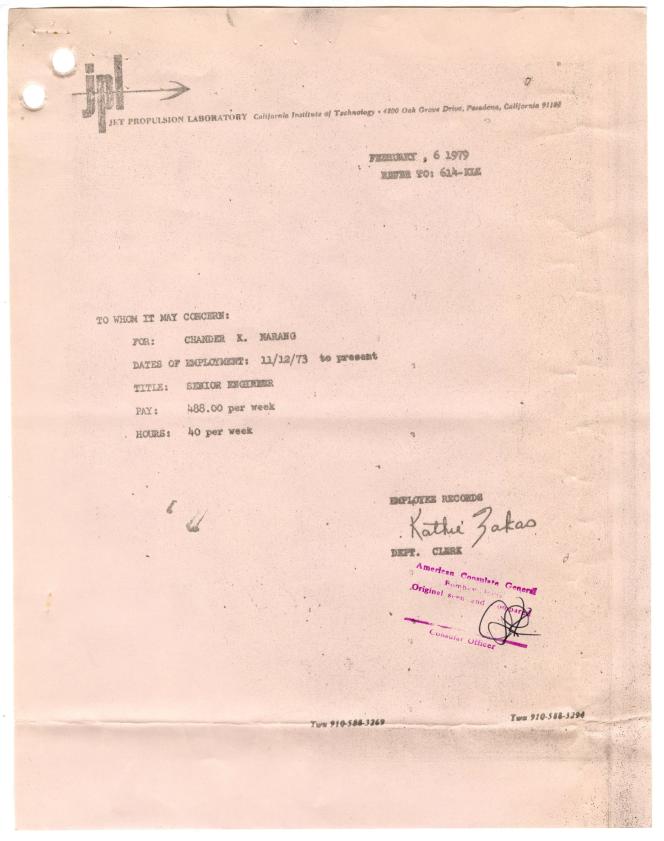 jpl
JET PROPULSION LABORATORY California Institute of Technology • 4800 Oak Grove Drive, Pasadena, California 91103
FEBRUARY , 6 1979
REFER TO: 614-KLE
TO WHOM IT MAY CONCERN:
FOR: CHANDER K. NARANG
DATES OF EMPLOYMENT: 11/12/73 to present
TITLE: SENIOR ENGINEER
PAY: 488.00 per week
HOURS: 40 per week
EMPLOYEE RECORDS
Kathie Zakas
DEPT. CLERK
American Consulate General
Bombay, India
Original seen and compared
Consular Officer
Twx 910-588-3269 Twx 910-588-3294